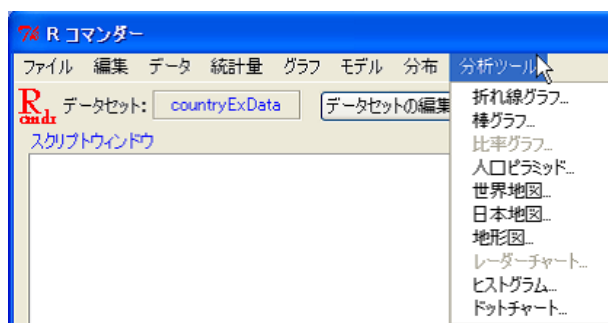 R コマンダー
ファイル 編集 データ 統計量 グラフ モデル 分布 分析ツール
R cmdr データセット: countryExData データセットの編集
スクリプトウィンドウ
折れ線グラフ...
棒グラフ...
比率グラフ...
人口ピラミッド...
世界地図...
日本地図...
地形図...
レーダーチャート...
ヒストグラム...
ドットチャート...